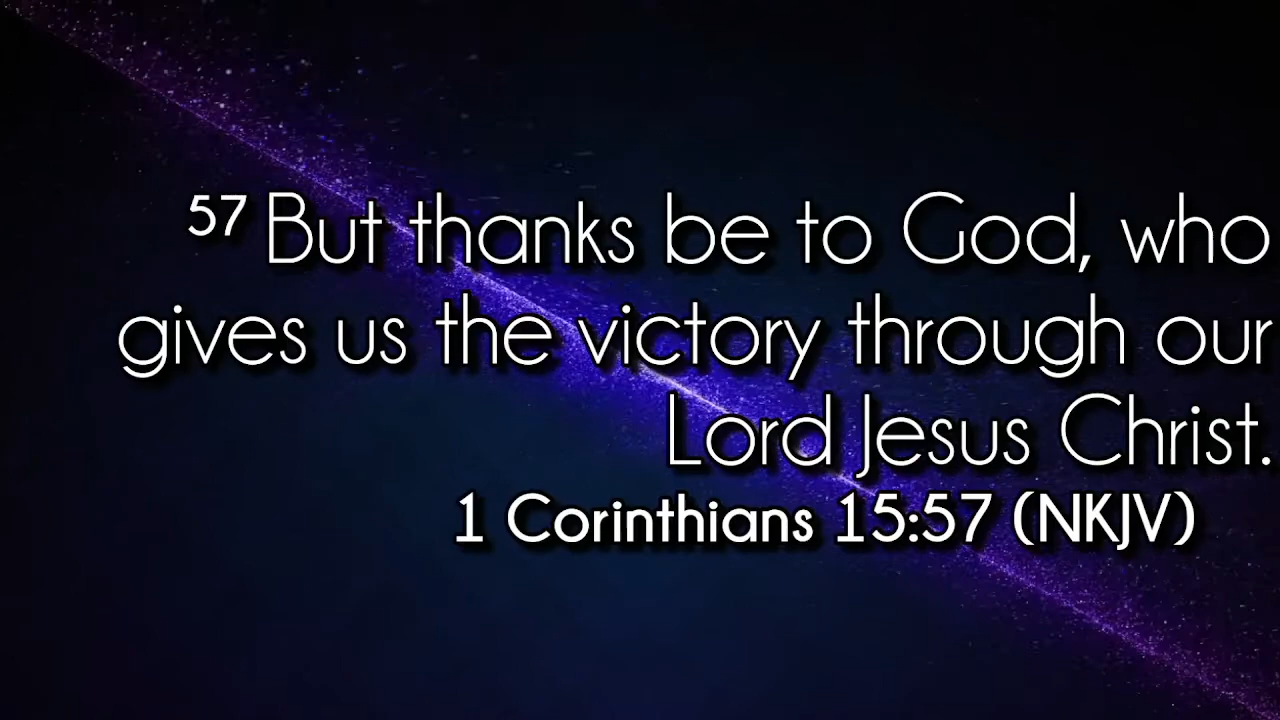 57 But thanks be to God, who
gives us the victory through our
Lord Jesus Christ.
1 Corinthians 15:57 (NKJV)